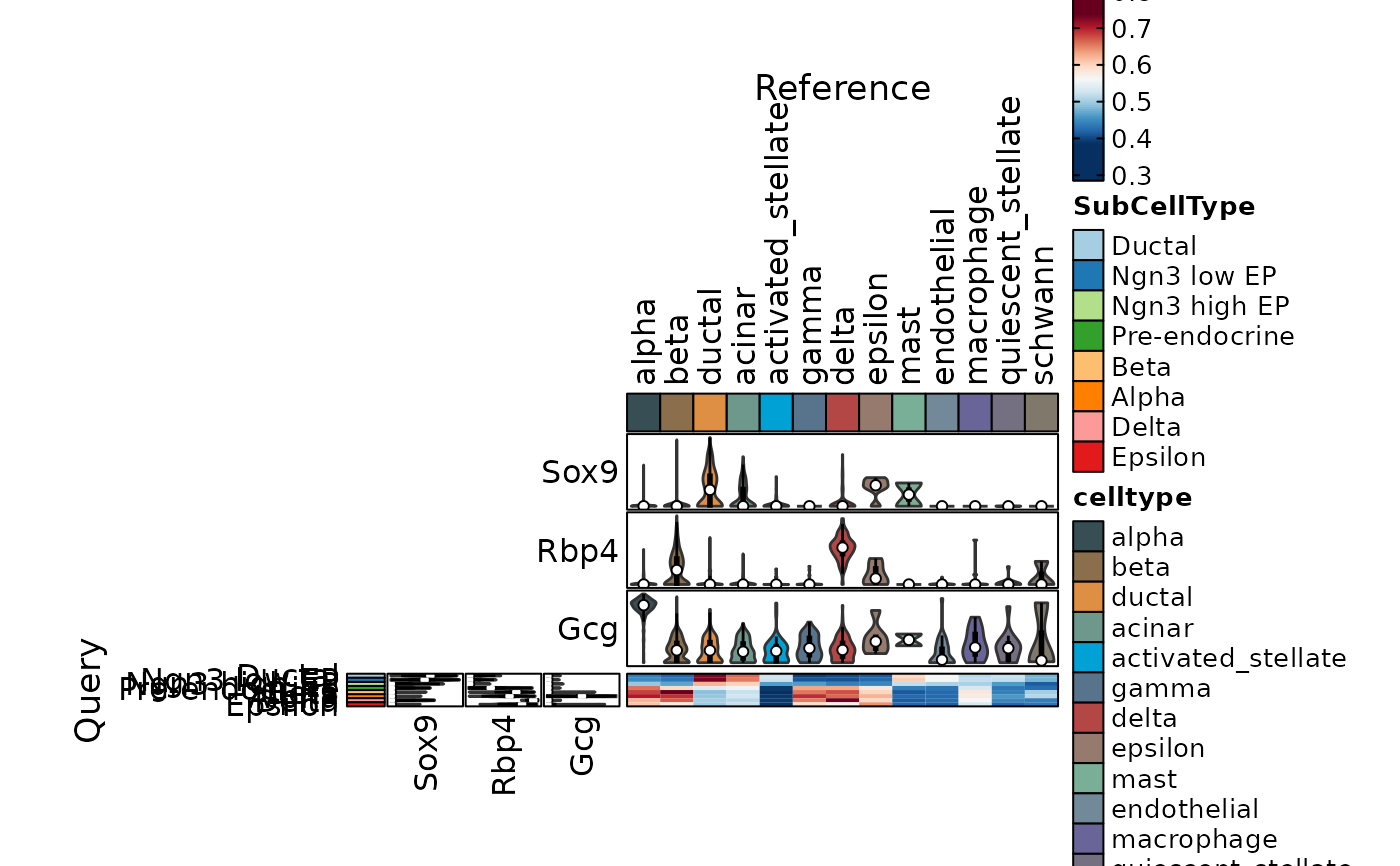 0.7
0.6
0.5
0.4
0.3
Reference
alpha
beta
ductal
acinar
activated_stellate
gamma
delta
epsilon
mast
endothelial
macrophage
quiescent_stellate
schwann
SubCellType
Ductal
Ngn3 low EP
Ngn3 high EP
Pre-endocrine
Beta
Alpha
Delta
Epsilon
celltype
alpha
beta
ductal
acinar
activated_stellate
gamma
delta
epsilon
mast
endothelial
macrophage
Sox9
Rbp4
Gcg
Query
Ductal
Epsilon
Sox9
Rbp4
Gcg